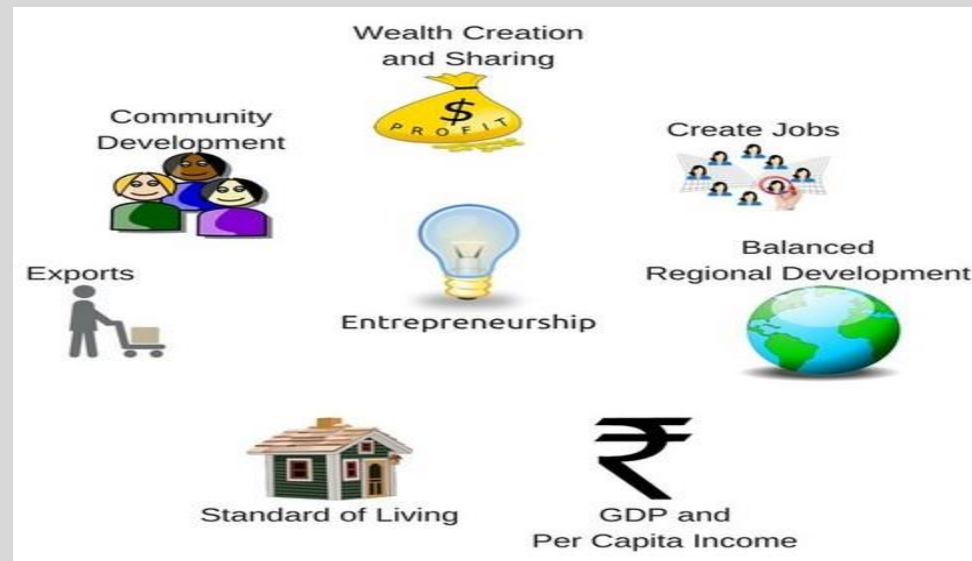 Wealth Creation
and Sharing
$
PROFIT
Community
Development
Create Jobs
Balanced
Regional Development
Exports
Entrepreneurship
₹
Standard of Living
GDP and
Per Capita Income